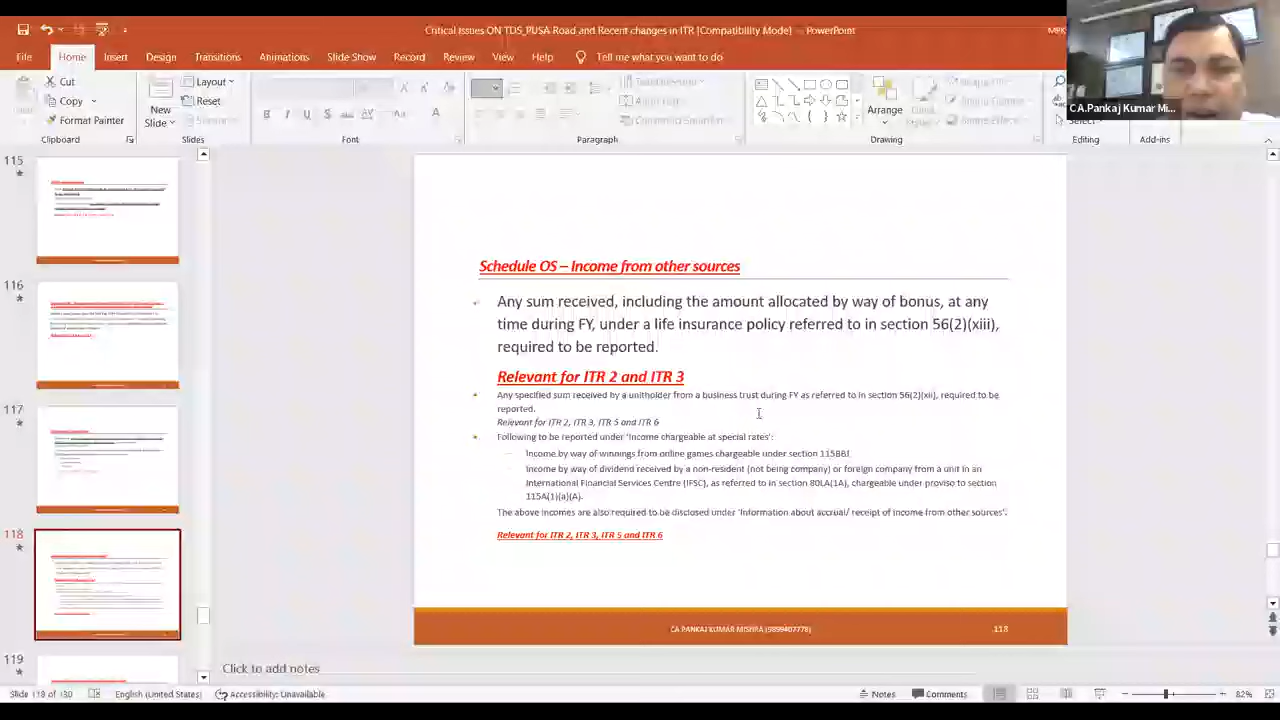 Critical Issues ON TDS_PUSA Road and Recent changes in ITR [Compatibility Mode] – PowerPoint
File Home Insert Design Transitions Animations Slide Show Record Review View Help Tell me what you want to do
Cut
Copy
Format Painter
Clipboard
New Slide
Layout
Reset
Slides
Font
Paragraph
Arrange
Drawing
Editing
Add-ins
CA.Pankaj Kumar Mi...
115
116
117
118
119
Schedule OS – Income from other sources
Any sum received, including the amount allocated by way of bonus, at any
time during FY, under a life insurance policy referred to in section 56(2)(xiii),
required to be reported.
Relevant for ITR 2 and ITR 3
Any specified sum received by a unitholder from a business trust during FY as referred to in section 56(2)(xii), required to be
reported.
Relevant for ITR 2, ITR 3, ITR 5 and ITR 6
Following to be reported under 'Income chargeable at special rates':
Income by way of winnings from online games chargeable under section 115BBJ
Income by way of dividend received by a non-resident (not being company) or foreign company from a unit in an
International Financial Services Centre (IFSC), as referred to in section 80LA(1A), chargeable under proviso to section
115A(1)(a)(A).
The above incomes are also required to be disclosed under 'Information about accrual/ receipt of income from other sources'.
Relevant for ITR 2, ITR 3, ITR 5 and ITR 6
CA PANKAJ KUMAR MISHRA (9899407778)
118
Click to add notes
Slide 118 of 130 English (United States) Accessibility: Unavailable Notes Comments 82%